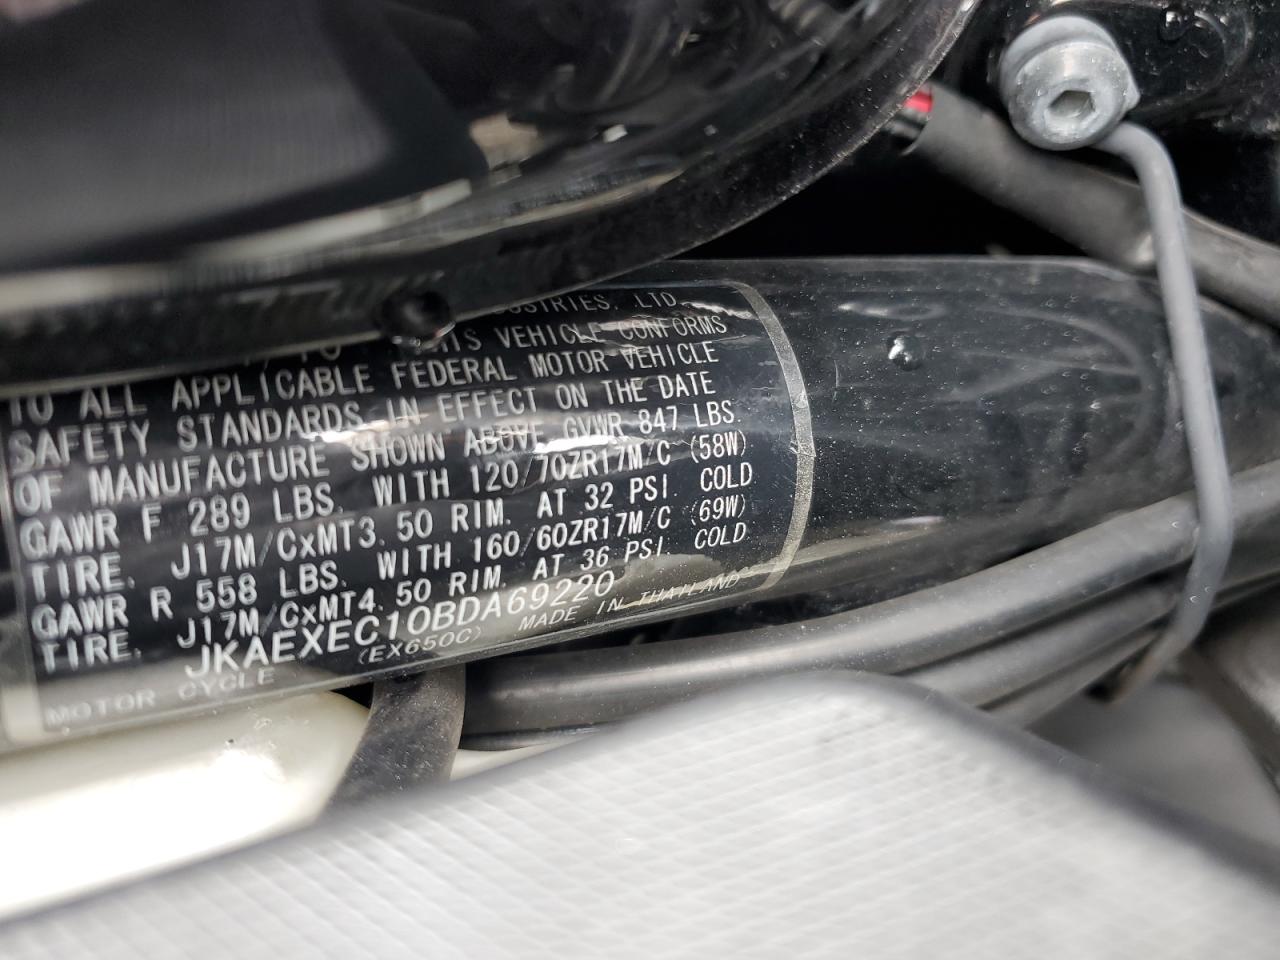 INDUSTRIES, LTD.
THIS VEHICLE CONFORMS
TO ALL APPLICABLE FEDERAL MOTOR VEHICLE
SAFETY STANDARDS IN EFFECT ON THE DATE
OF MANUFACTURE SHOWN ABOVE GVWR 847 LBS.
GAWR F 289 LBS. WITH 120/70ZR17M/C (58W)
TIRE, J17M/CxMT3.50 RIM. AT 32 PSI. COLD
GAWR R 558 LBS. WITH 160/60ZR17M/C (69W)
TIRE, J17M/CxMT4.50 RIM. AT 36 PSI. COLD
JKAEXEC10BDA69220
MOTOR CYCLE (EX650C) MADE IN THAILAND